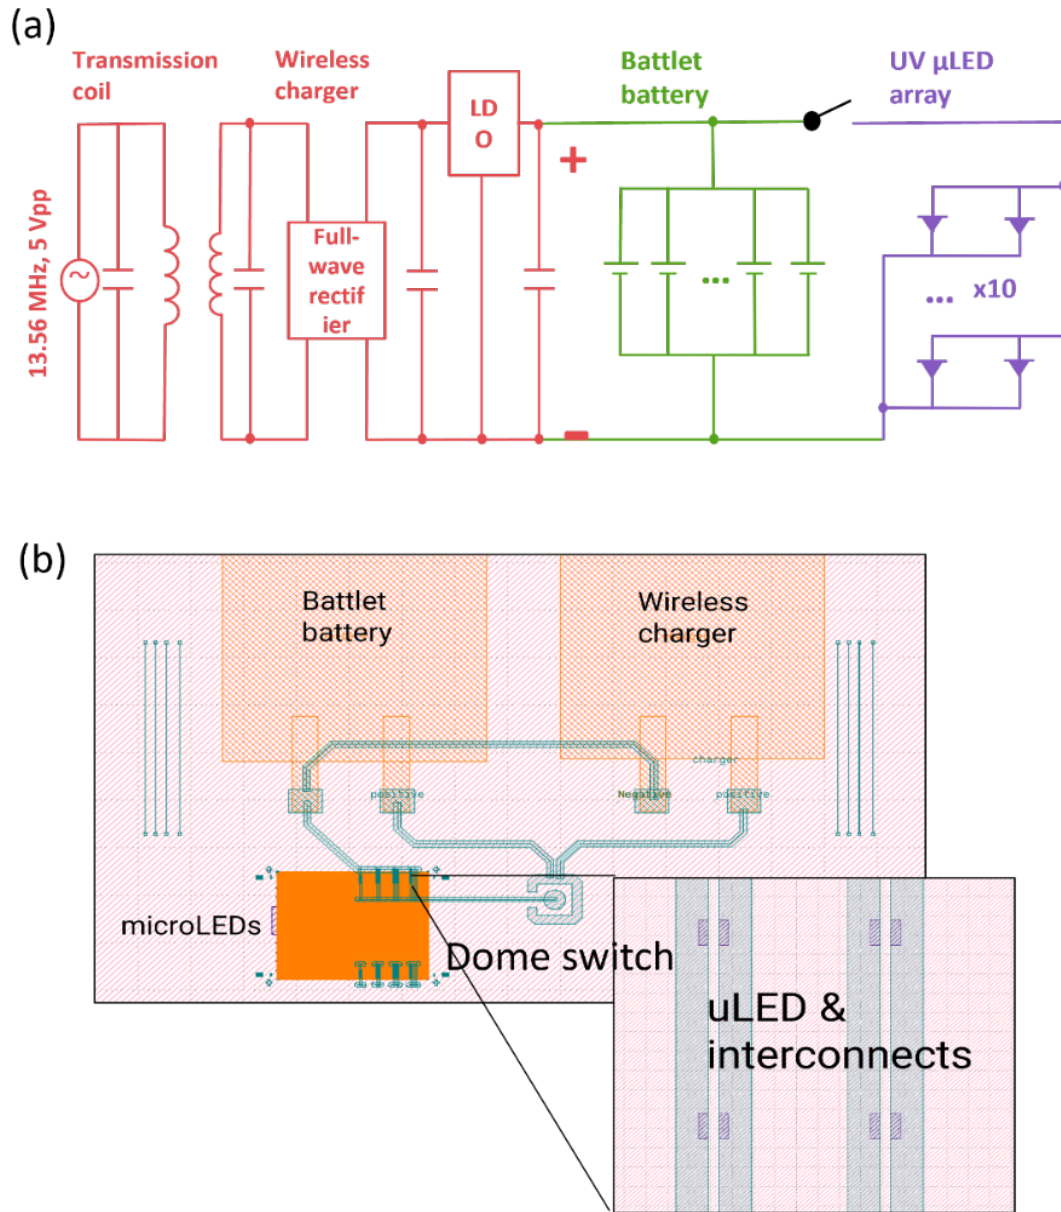 (a)
Transmission
coil
Wireless
charger
LD
O
Battlet
battery
UV µLED
array
+
13.56 MHz, 5 Vpp
~
Full-
wave
rectif
ier
...
... x10
-
(b)
Battlet
battery
Wireless
charger
charger
positive
Negative
positive
microLEDs
Dome switch
uLED &
interconnects